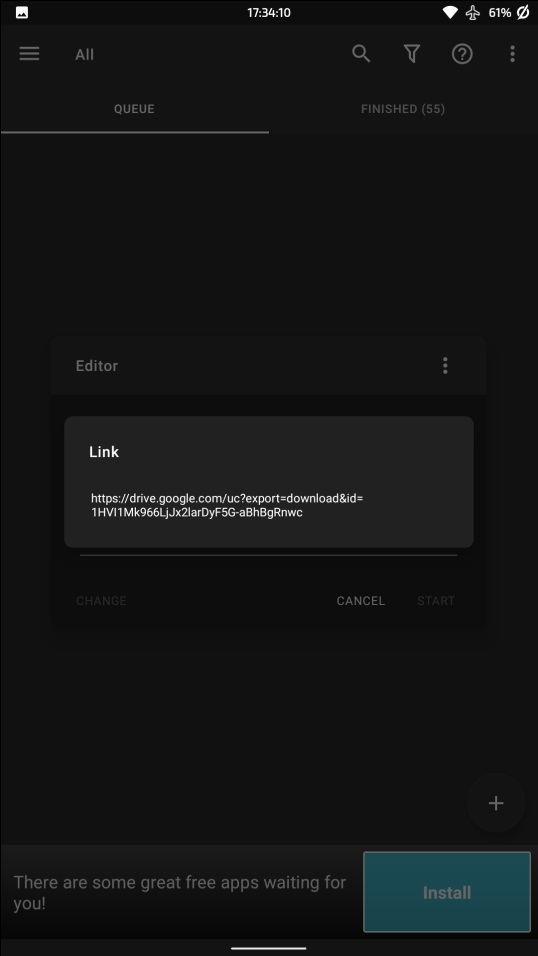 17:34:10
61%
All
QUEUE
FINISHED (55)
Editor
Link
https://drive.google.com/uc?export=download&id=
1HVI1Mk966LjJx2larDyF5G-aBhBgRnwc
CHANGE
CANCEL
START
There are some great free apps waiting for
you!
Install